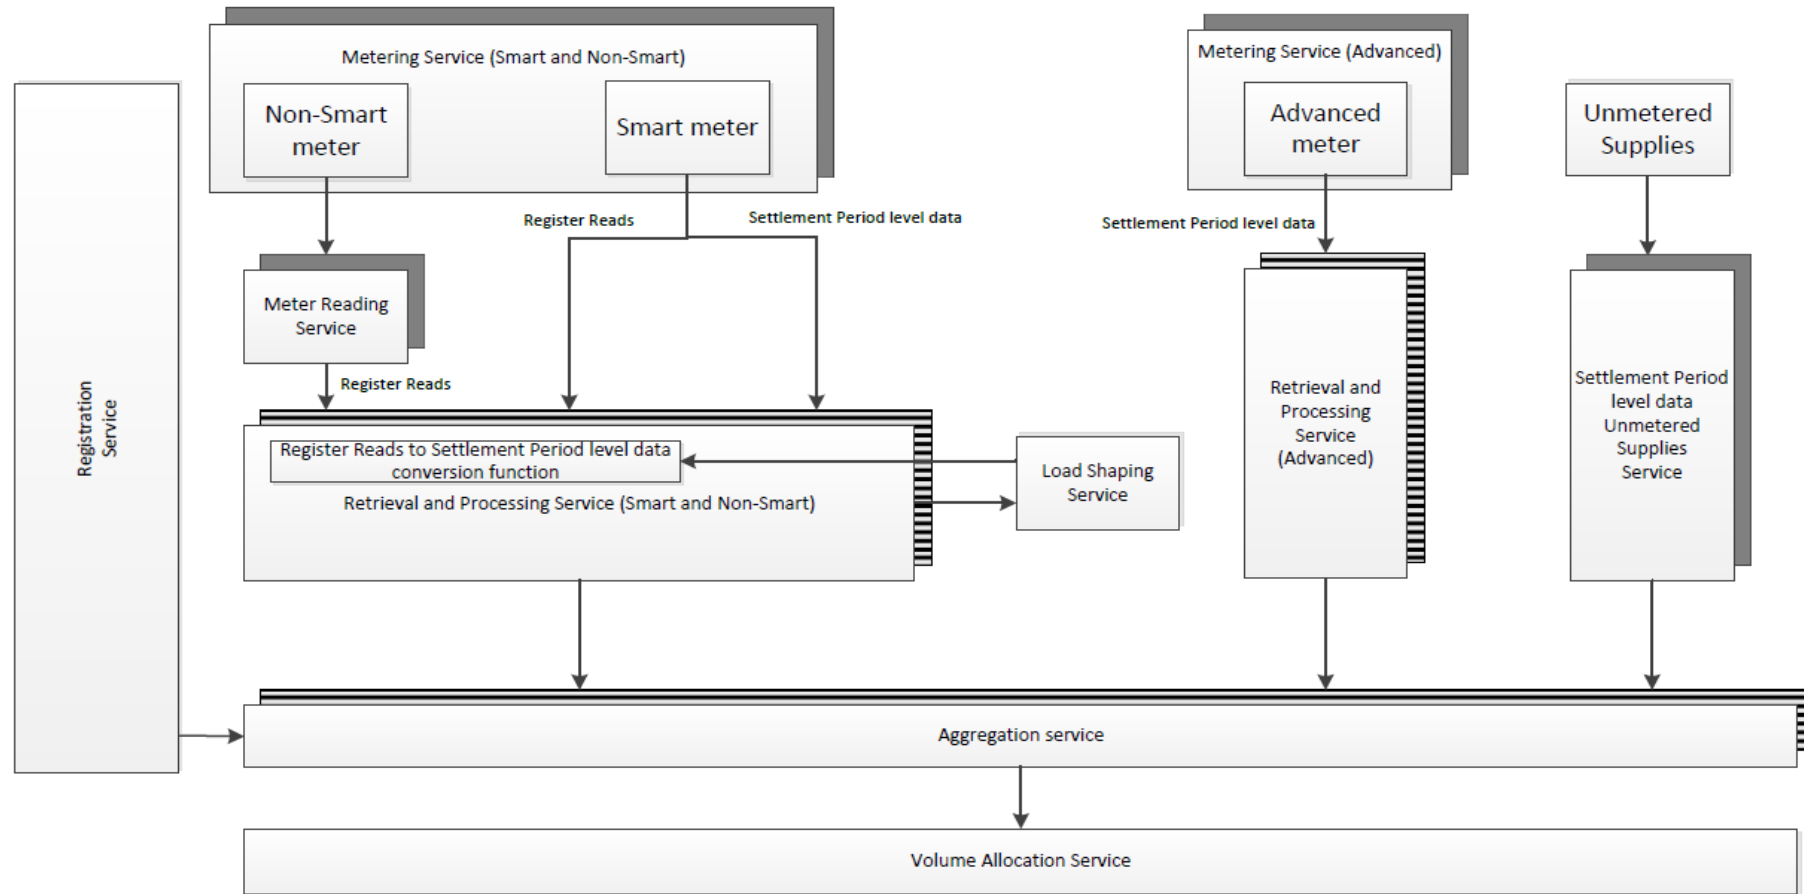 Metering Service (Smart and Non-Smart)
Non-Smart
meter
Smart meter
Metering Service (Advanced)
Advanced
meter
Unmetered
Supplies
Register Reads
Settlement Period level data
Settlement Period level data
Meter Reading
Service
Register Reads
Registration
Service
Register Reads to Settlement Period level data
conversion function
Retrieval and Processing Service (Smart and Non-Smart)
Load Shaping
Service
Retrieval and
Processing
Service
(Advanced)
Settlement Period
level data
Unmetered
Supplies
Service
Aggregation service
Volume Allocation Service